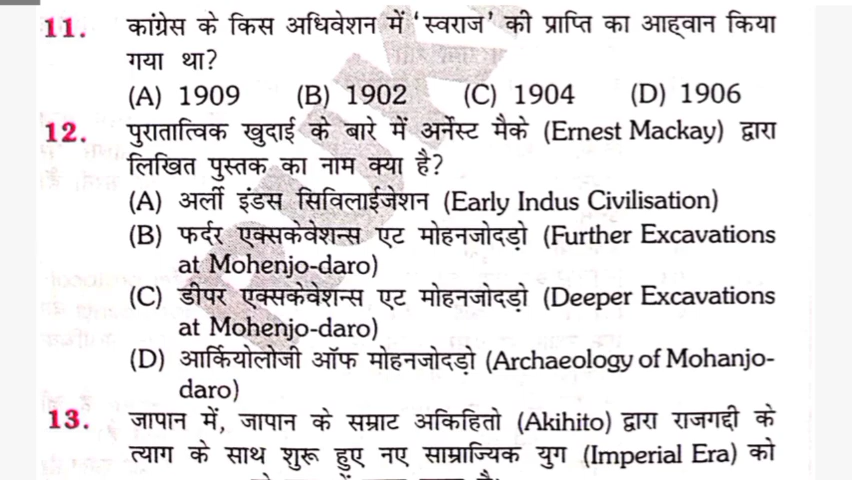 11. कांग्रेस के किस अधिवेशन में 'स्वराज' की प्राप्ति का आह्वान किया
गया था?
(A) 1909 (B) 1902 (C) 1904 (D) 1906
12. पुरातात्विक खुदाई के बारे में अर्नेस्ट मैके (Ernest Mackay) द्वारा
लिखित पुस्तक का नाम क्या है?
(A) अर्ली इंडस सिविलाईजेशन (Early Indus Civilisation)
(B) फर्दर एक्सकेवेशन्स एट मोहनजोदड़ो (Further Excavations
at Mohenjo-daro)
(C) डीपर एक्सकेवेशन्स एट मोहनजोदड़ो (Deeper Excavations
at Mohenjo-daro)
(D) आर्कियोलोजी ऑफ मोहनजोदड़ो (Archaeology of Mohanjo-
daro)
13. जापान में, जापान के सम्राट अकिहितो (Akihito) द्वारा राजगद्दी के
त्याग के साथ शुरू हुए नए साम्राज्यिक युग (Imperial Era) को